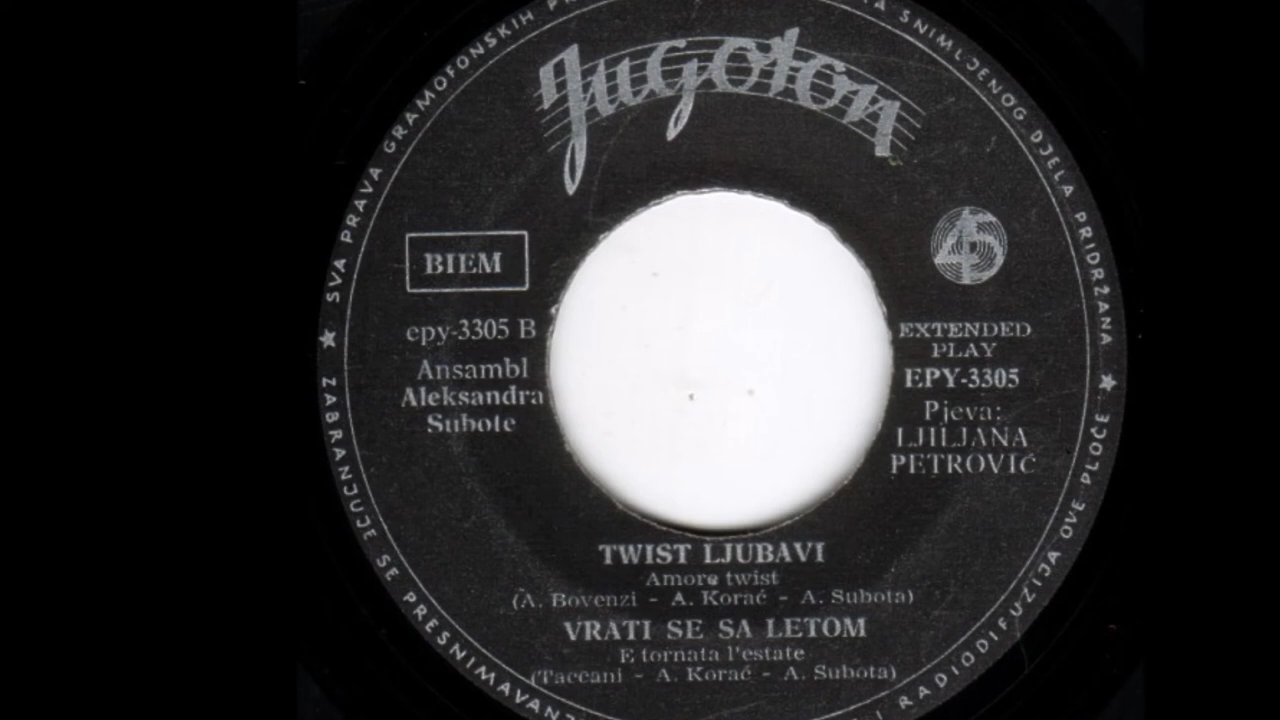 SVA PRAVA GRAMOFONSKIH
SNIMLJENOG DJELA PRIDRŽANA
Jugoton
BIEM
45
epy-3305 B
Ansambl
Aleksandra
Subote
EXTENDED
PLAY
EPY-3305
Pjeva:
LJILJANA
PETROVIĆ
TWIST LJUBAVI
Amore twist
(A. Bovenzi - A. Korać - A. Subota)
VRATI SE SA LETOM
E tornata l'estate
(Taccani - A. Korać - A. Subota)
ZABRANJUJE SE
I RADIODIFUZIJA OVE PLOČE